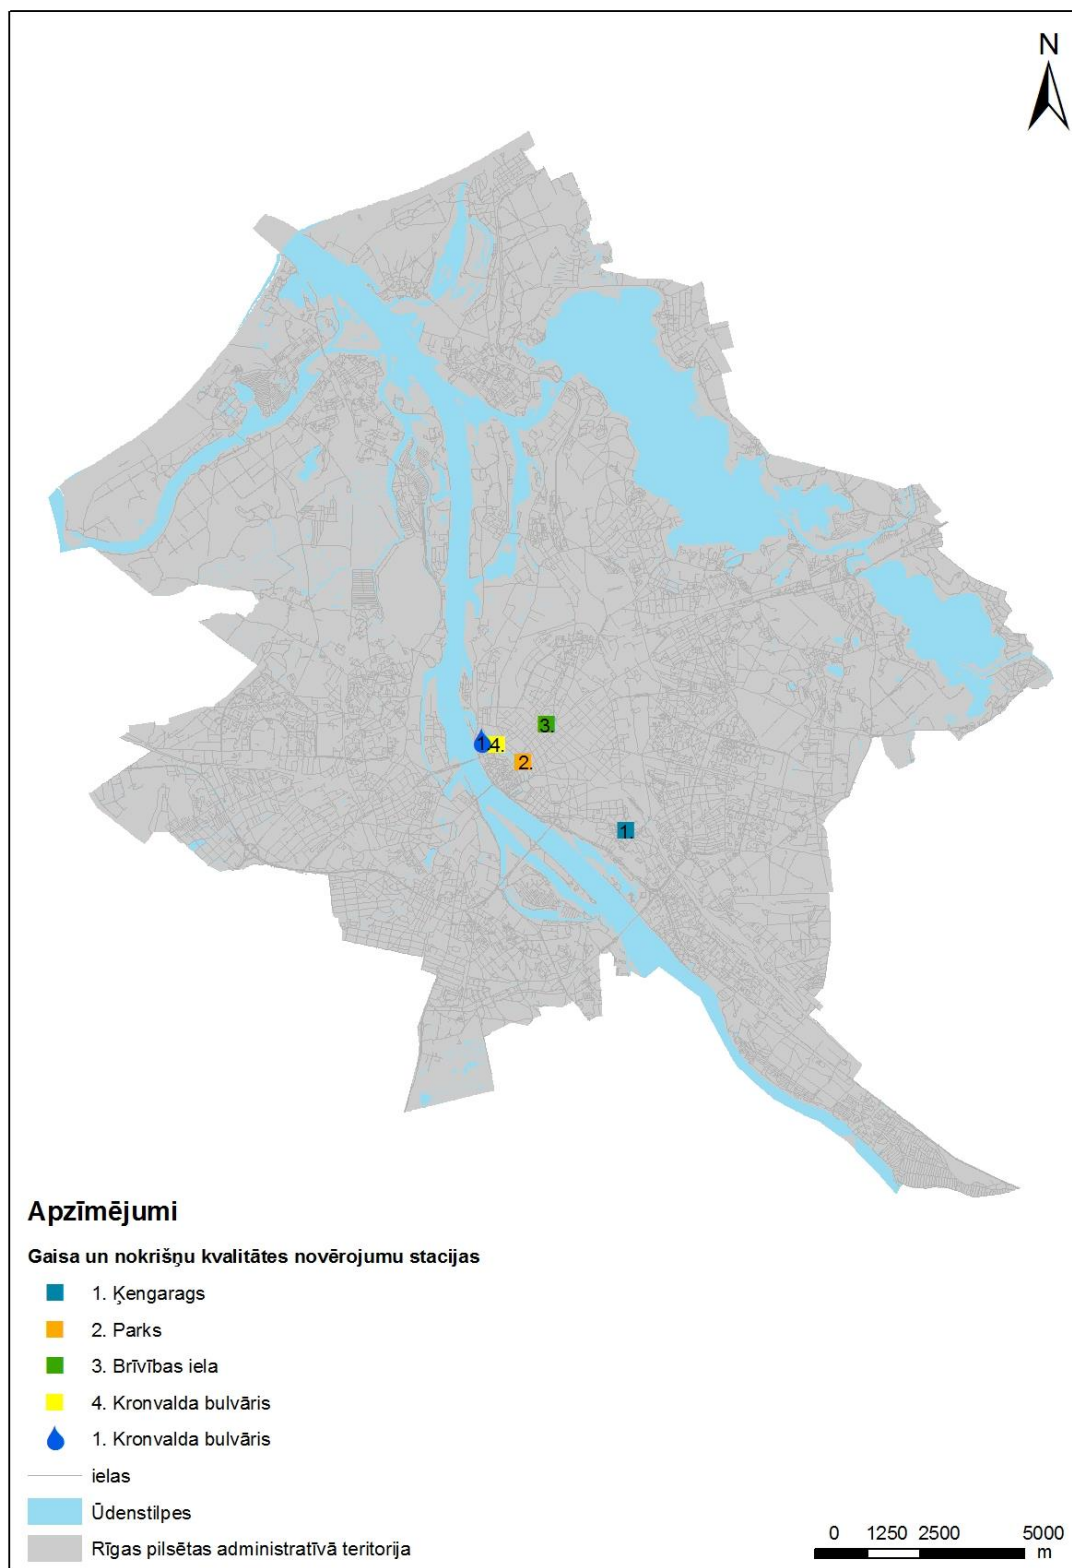 N
3.
1.
4.
2.
1.
Apzīmējumi
Gaisa un nokrišņu kvalitātes novērojumu stacijas
1. Ķengarags
2. Parks
3. Brīvības iela
4. Kronvalda bulvāris
1. Kronvalda bulvāris
ielas
Ūdenstilpes
Rīgas pilsētas administratīvā teritorija
0 1250 2500 5000
m